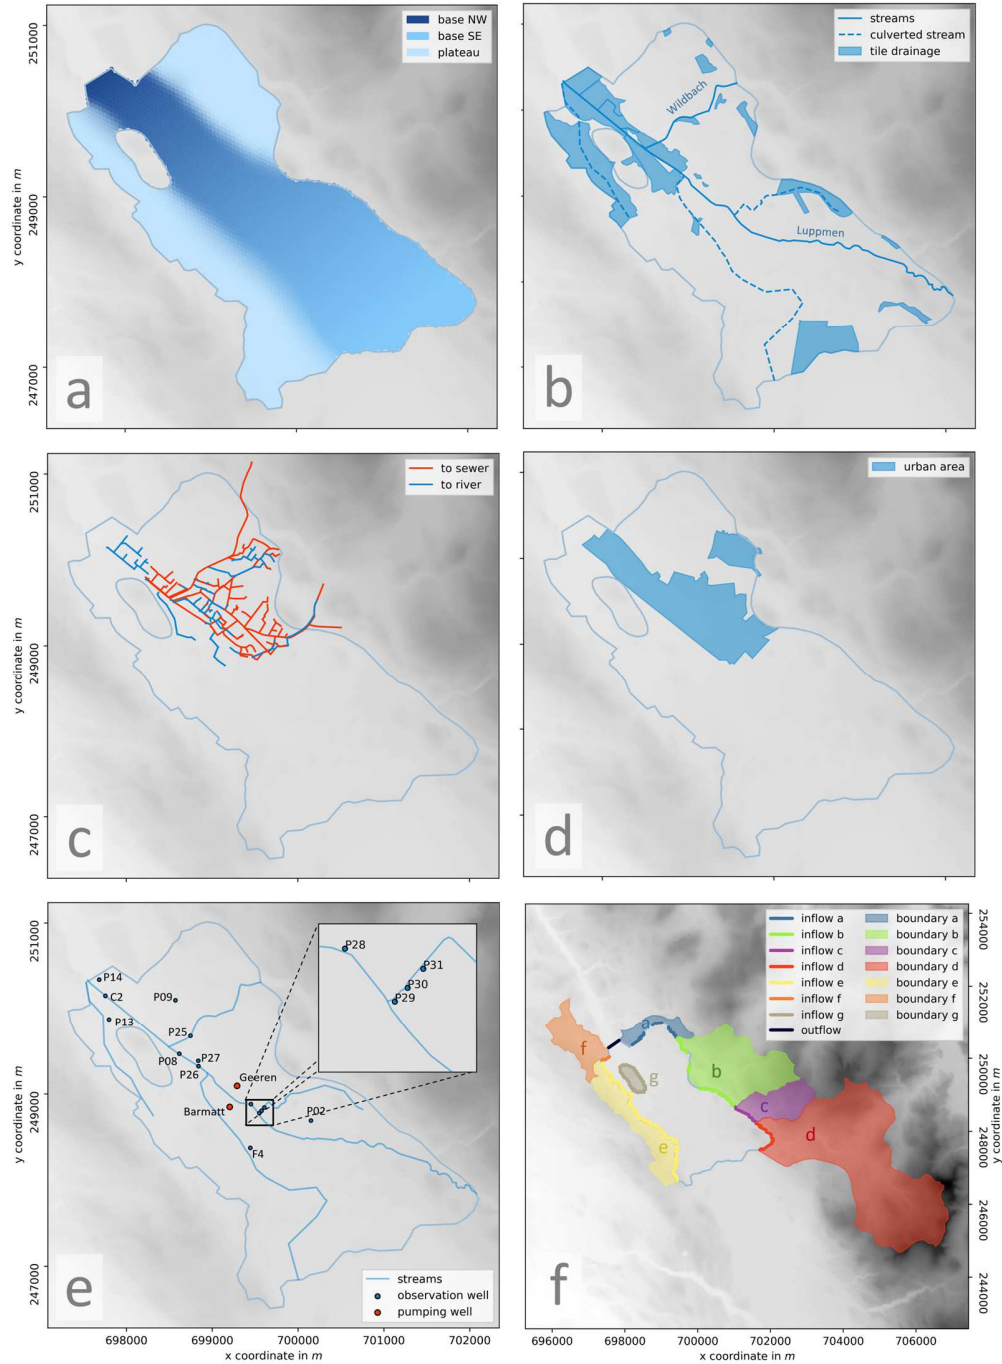 251000
249000
247000
y coordinate in m
base NW
base SE
plateau
a
streams
culverted stream
tile drainage
Wildbach
Luppmen
b
251000
249000
247000
y coordinate in m
to sewer
to river
c
urban area
d
251000
249000
247000
y coordinate in m
P14
C2
P09
P13
P25
P08
P27
P26
Geeren
Barmatt
P02
F4
P28
P31
P30
P29
streams
observation well
pumping well
e
698000
699000
700000
701000
702000
x coordinate in m
inflow a
inflow b
inflow c
inflow d
inflow e
inflow f
inflow g
outflow
boundary a
boundary b
boundary c
boundary d
boundary e
boundary f
boundary g
a
b
c
d
e
f
g
f
254000
252000
250000
248000
246000
244000
y coordinate in m
696000
698000
700000
702000
704000
706000
x coordinate in m